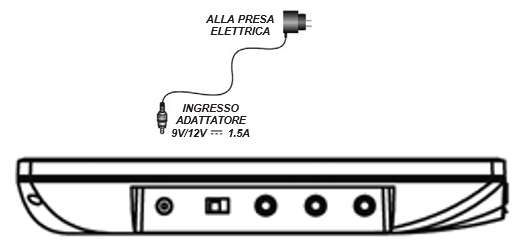 ALLA PRESA
ELETTRICA
INGRESSO
ADATTATORE
9V/12V ⎓ 1.5A